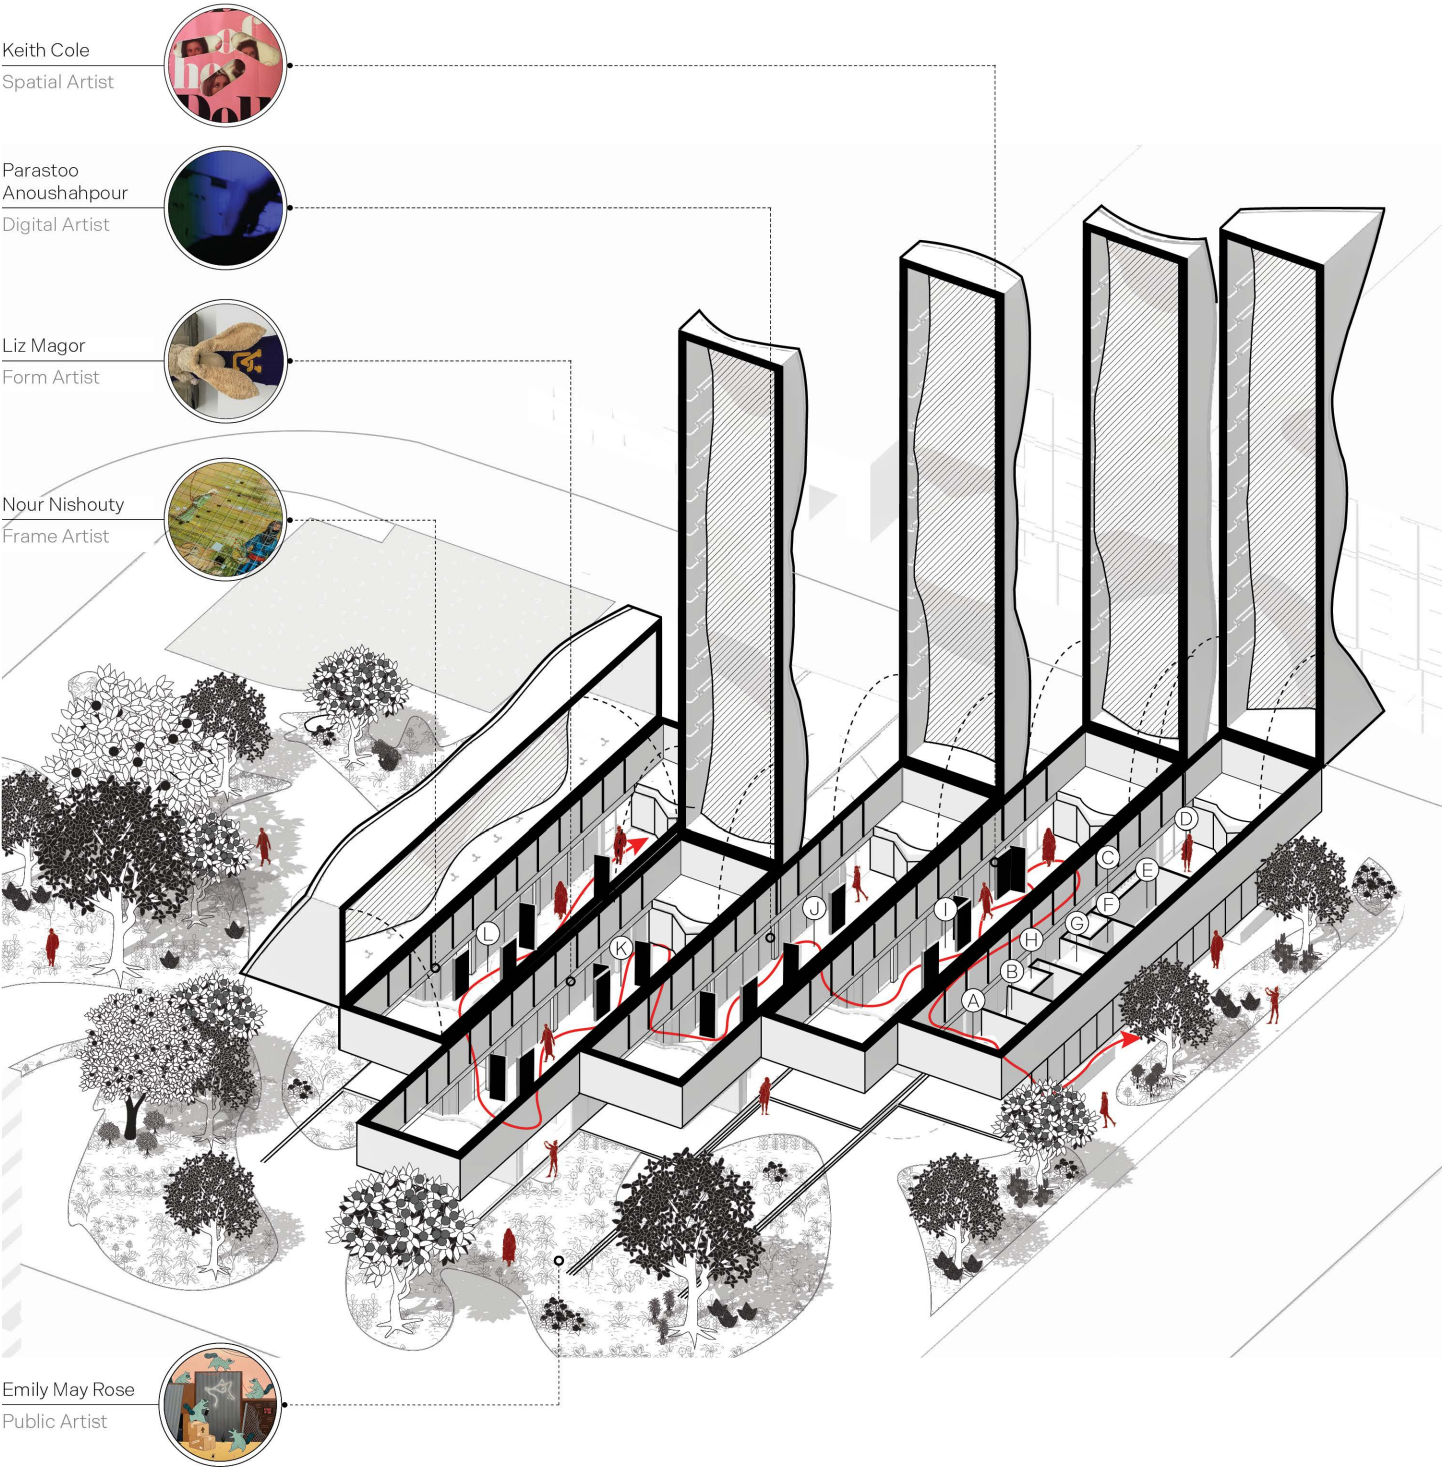 Keith Cole
Spatial Artist
Parastoo
Anoushahpour
Digital Artist
Liz Magor
Form Artist
Nour Nishouty
Frame Artist
D
C
E
F
J
I
G
L
H
K
B
A
Emily May Rose
Public Artist